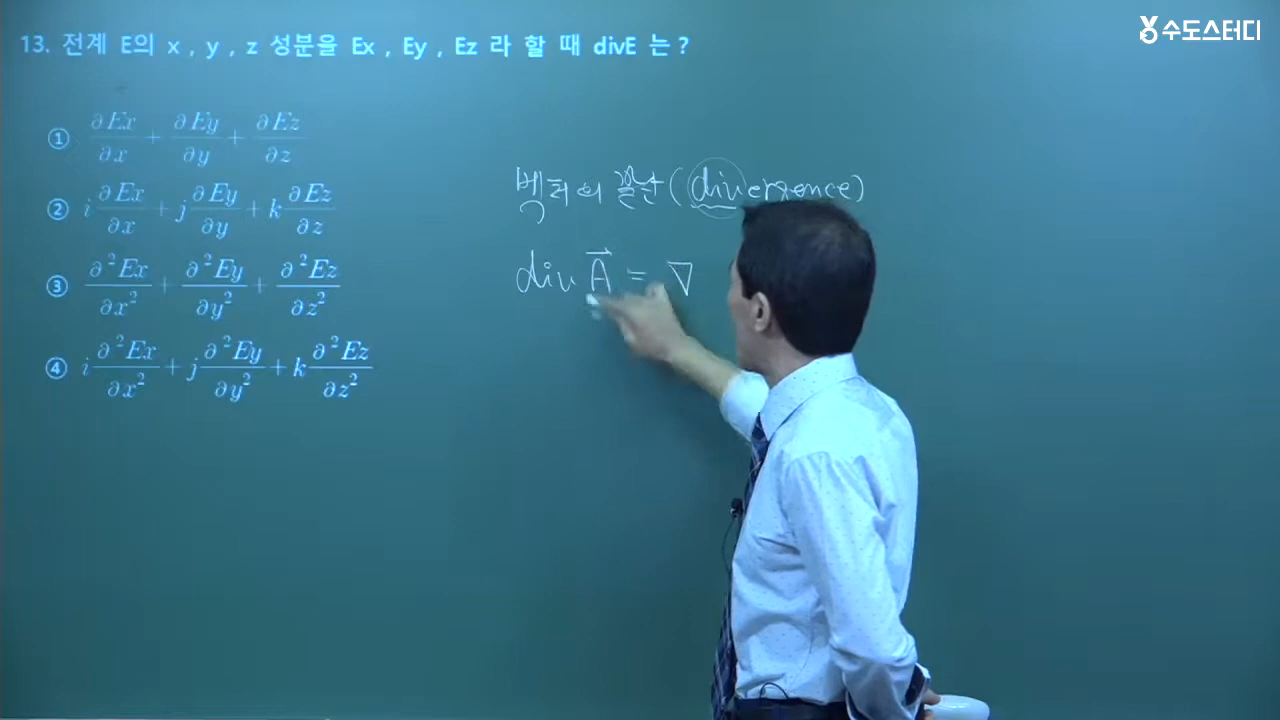 수도스터디
13. 전계 E의 x , y , z 성분을 Ex , Ey , Ez 라 할 때 divE 는 ?
① ∂Ex/∂x + ∂Ey/∂y + ∂Ez/∂z
② i ∂Ex/∂x + j ∂Ey/∂y + k ∂Ez/∂z
③ ∂²Ex/∂x² + ∂²Ey/∂y² + ∂²Ez/∂z²
④ i ∂²Ex/∂x² + j ∂²Ey/∂y² + k ∂²Ez/∂z²
벡터의 발산 (divergence)
div A⃗ = ∇